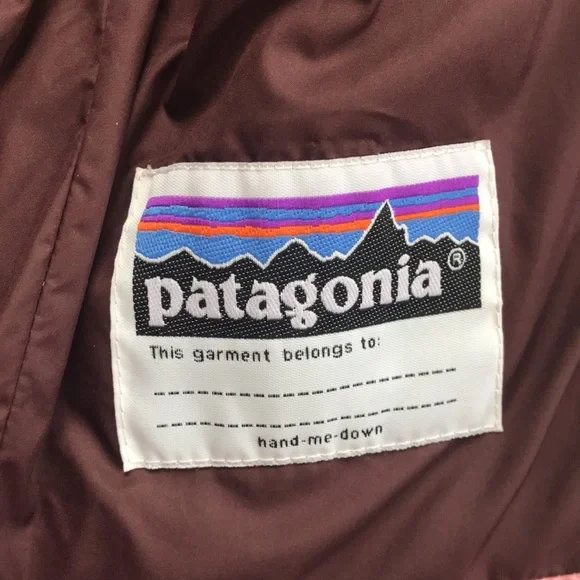 patagonia®
This garment belongs to:
hand-me-down